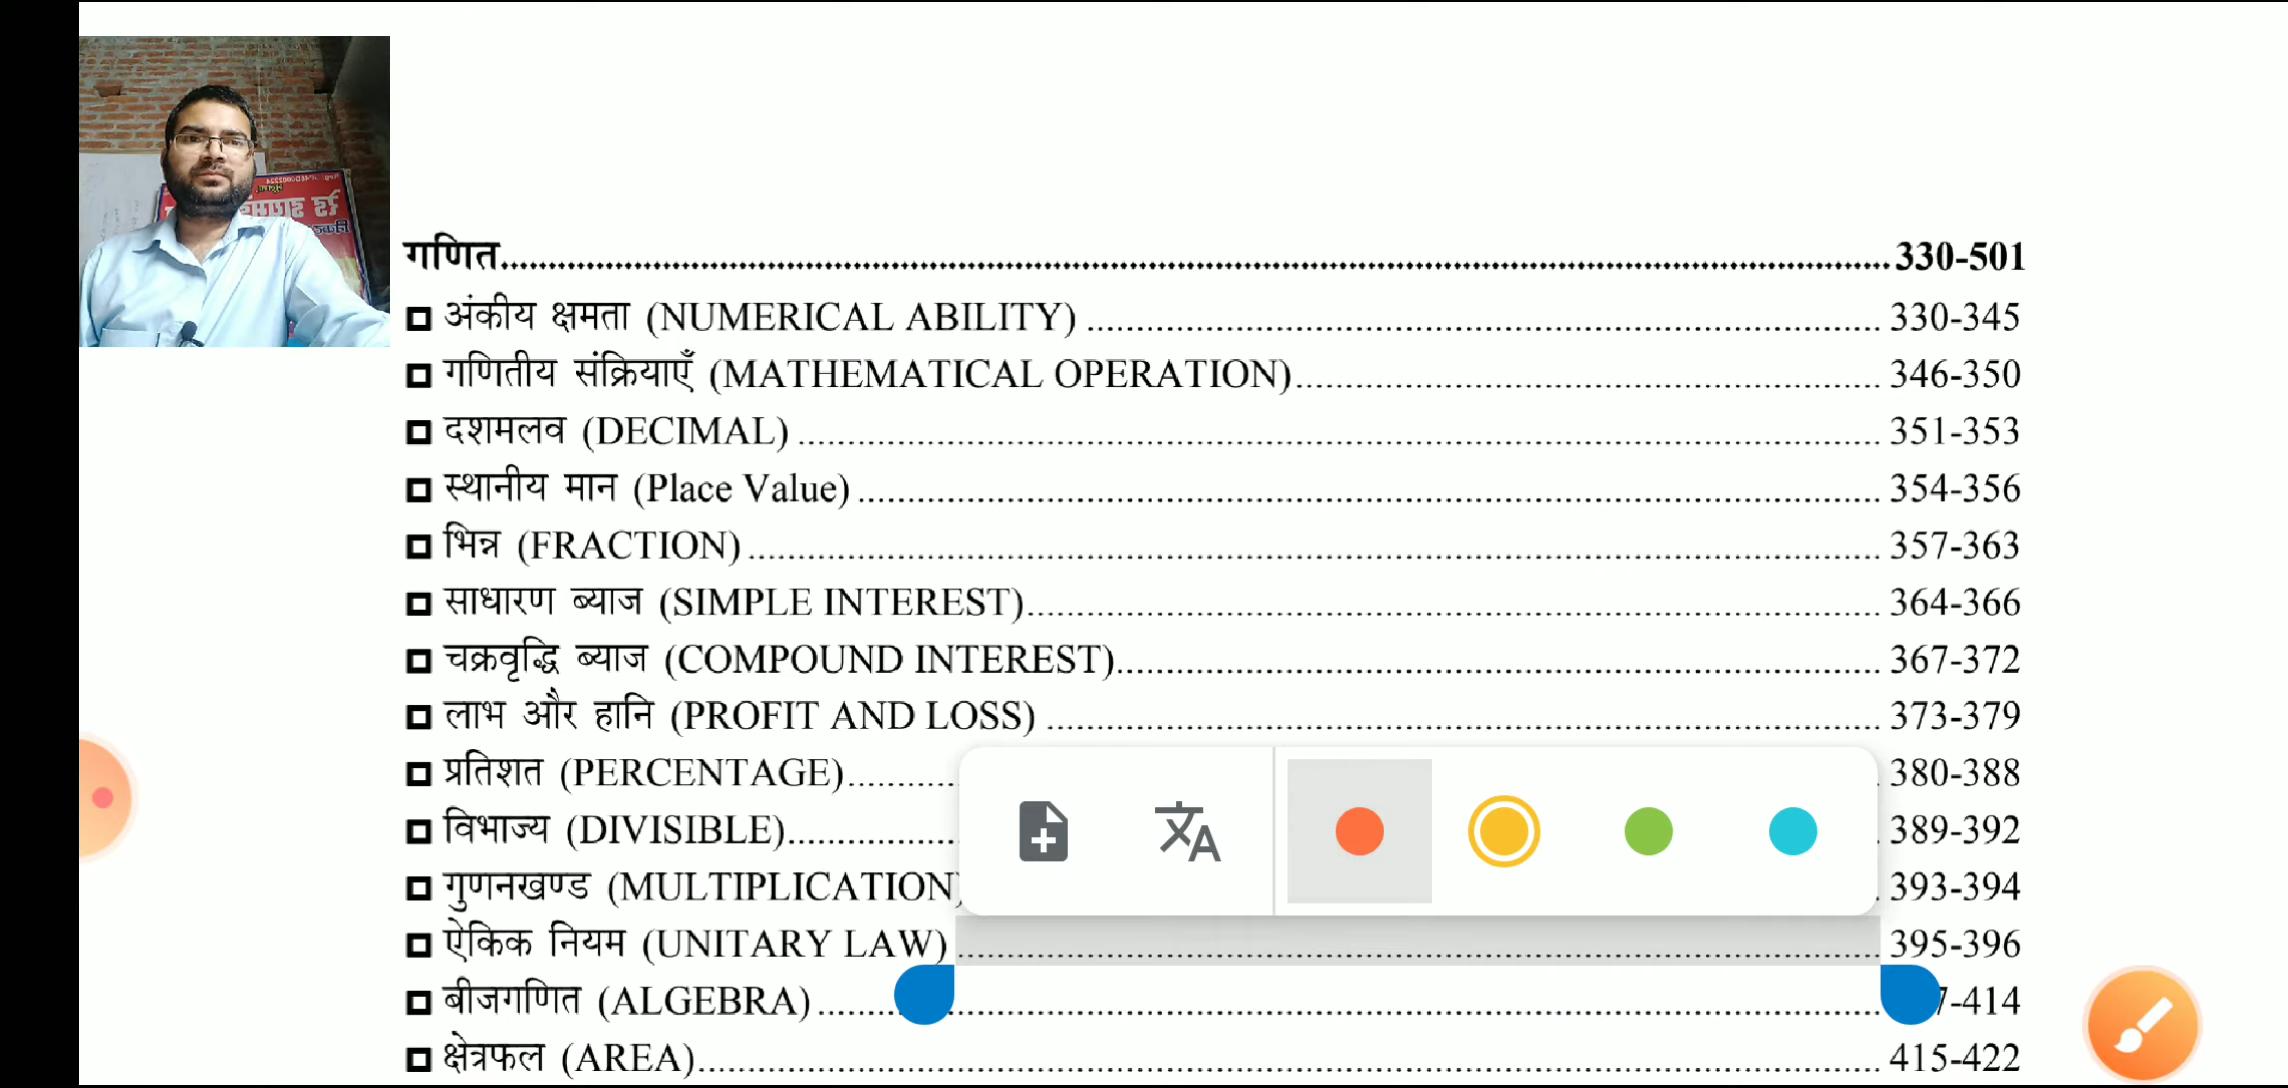 गणित........330-501
अंकीय क्षमता (NUMERICAL ABILITY) ........ 330-345
गणितीय संक्रियाएँ (MATHEMATICAL OPERATION)........ 346-350
दशमलव (DECIMAL) ........ 351-353
स्थानीय मान (Place Value) ........ 354-356
भिन्न (FRACTION) ........ 357-363
साधारण ब्याज (SIMPLE INTEREST)........ 364-366
चक्रवृद्धि ब्याज (COMPOUND INTEREST)........ 367-372
लाभ और हानि (PROFIT AND LOSS) ........ 373-379
प्रतिशत (PERCENTAGE)........ 380-388
विभाज्य (DIVISIBLE)........ 389-392
गुणनखण्ड (MULTIPLICATION) 393-394
ऐकिक नियम (UNITARY LAW) ........ 395-396
बीजगणित (ALGEBRA) ........ 7-414
क्षेत्रफल (AREA)........ 415-422